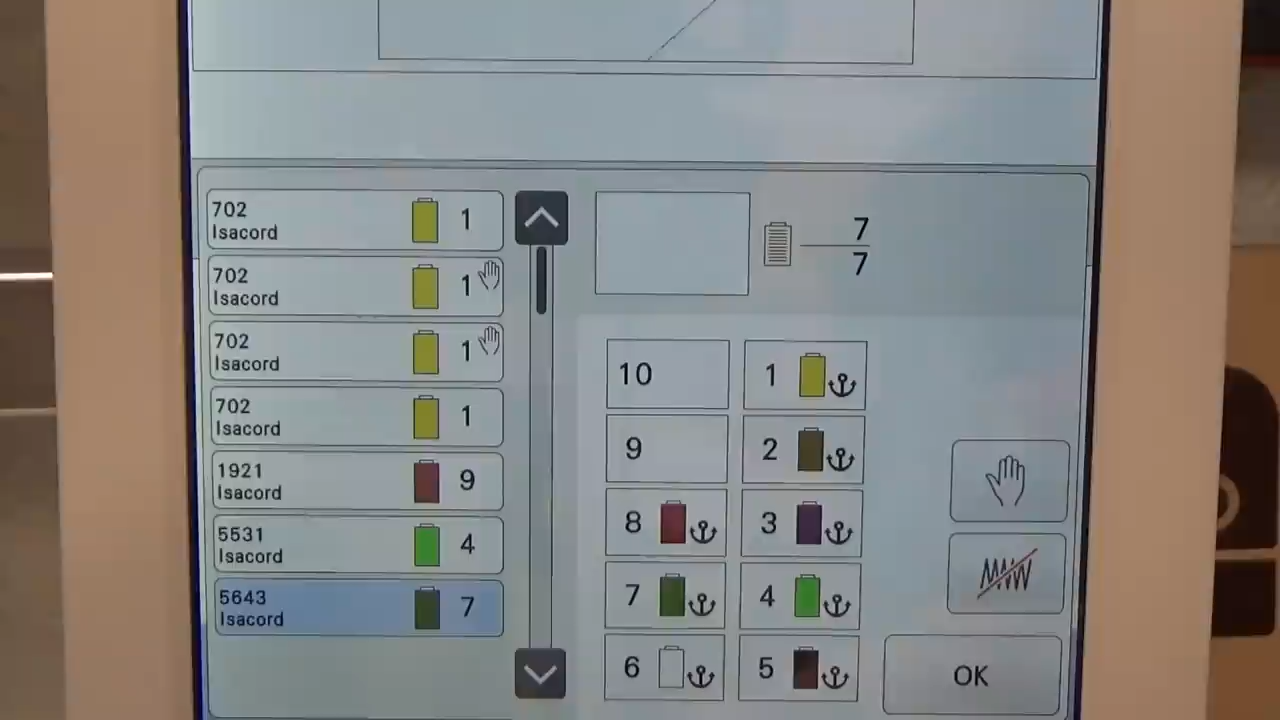 702
Isacord 1
702
Isacord 1
702
Isacord 1
702
Isacord 1
1921
Isacord 9
5531
Isacord 4
5643
Isacord 7
7
7
10 1
9 2
8 3
7 4
6 5
OK